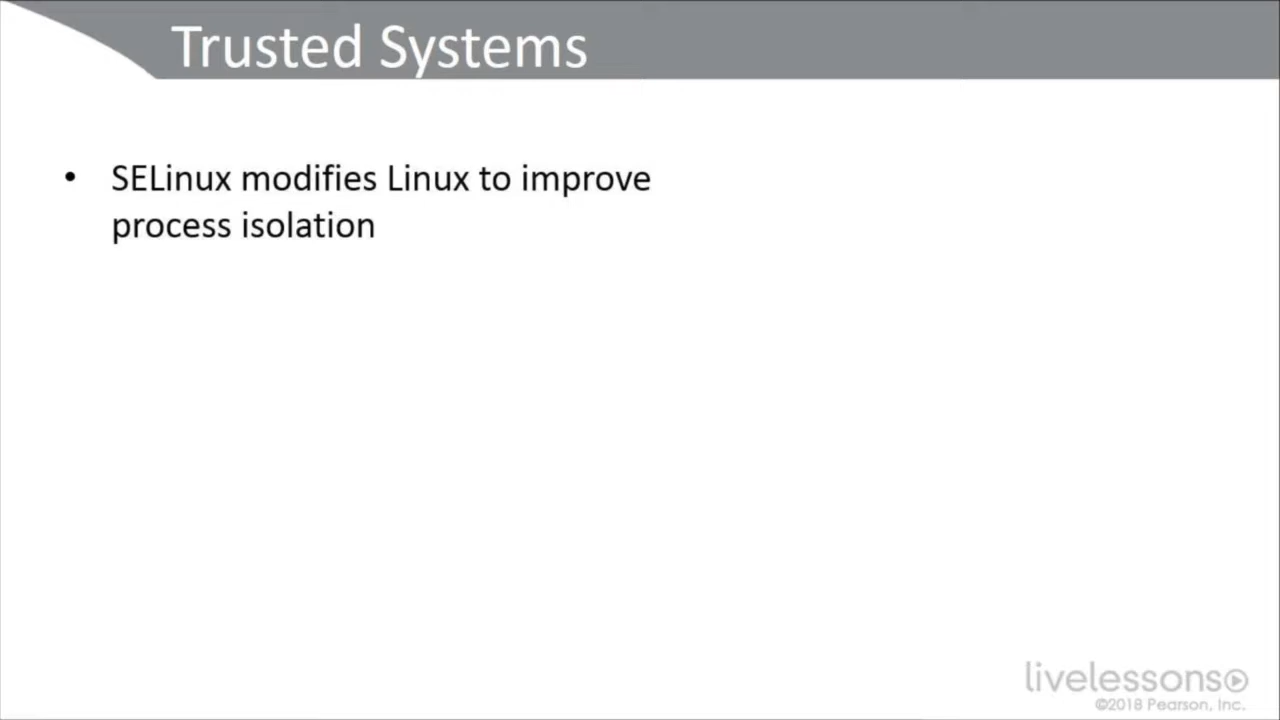 Trusted Systems
• SELinux modifies Linux to improve
process isolation
livelessons
©2018 Pearson, Inc.